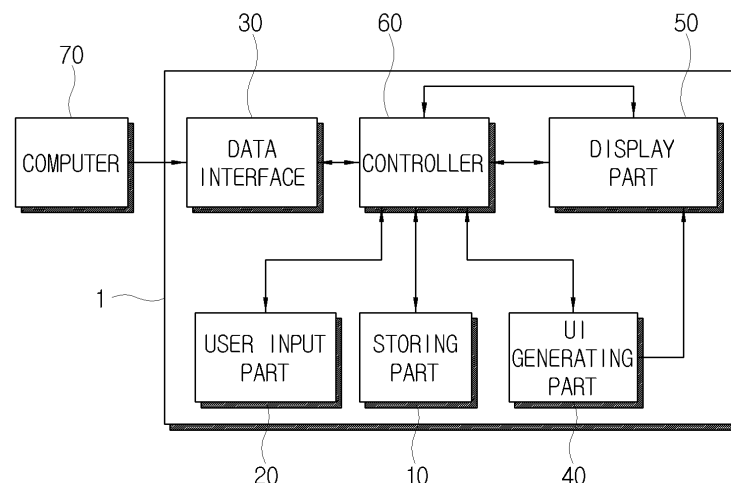 70
30
60
50
COMPUTER
DATA
INTERFACE
CONTROLLER
DISPLAY
PART
1
USER INPUT
PART
STORING
PART
UI
GENERATING
PART
20
10
40